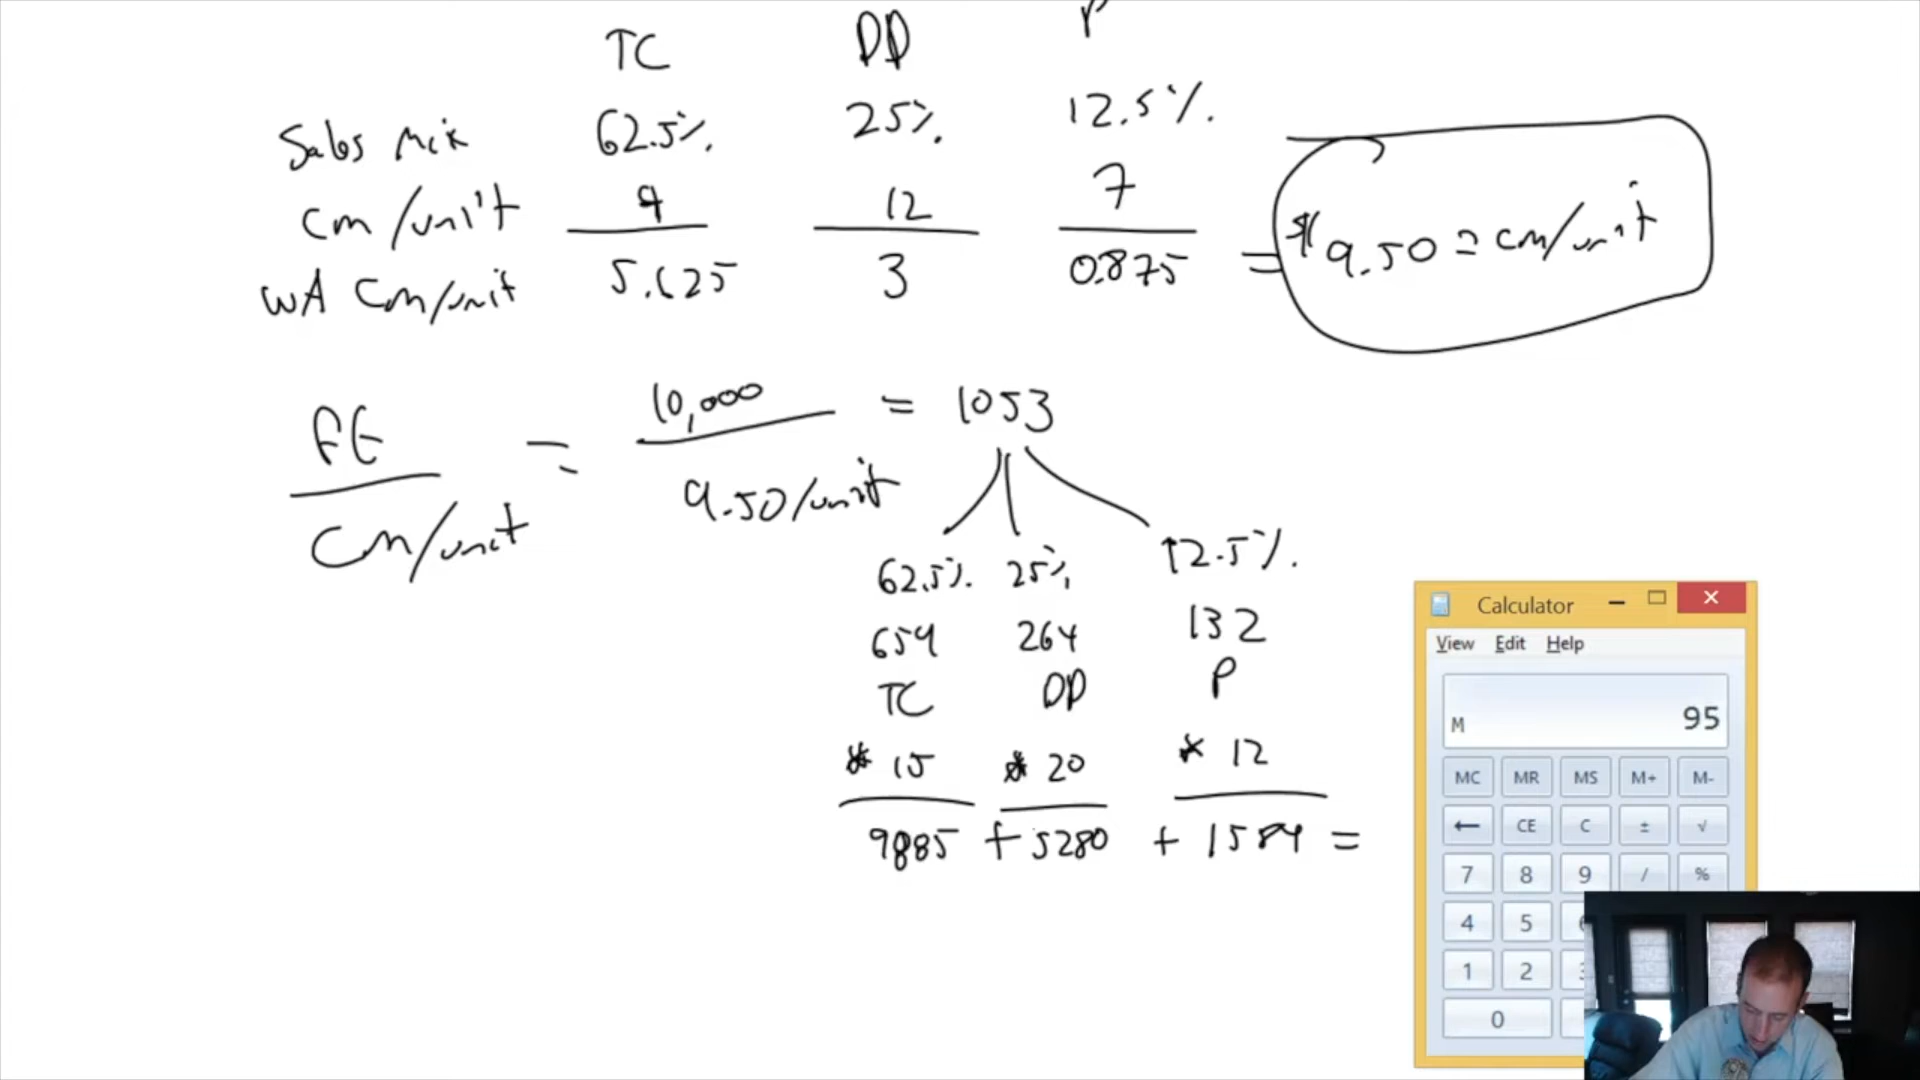 TC DD P
Sales Mix 62.5% 25% 12.5%
CM/unit 9 12 7
WA CM/unit 5.625 3 0.875 = $9.50 = CM/unit
FE = 10,000 = 1053
CM/unit 9.50/unit
62.5% 25% 12.5%
659 264 132
TC DD P
* 15 * 20 * 12
9885 + 5280 + 1584 =
Calculator
View Edit Help
M 95
MC MR MS M+ M-
← CE C ± √
7 8 9 / %
4 5
1 2
0